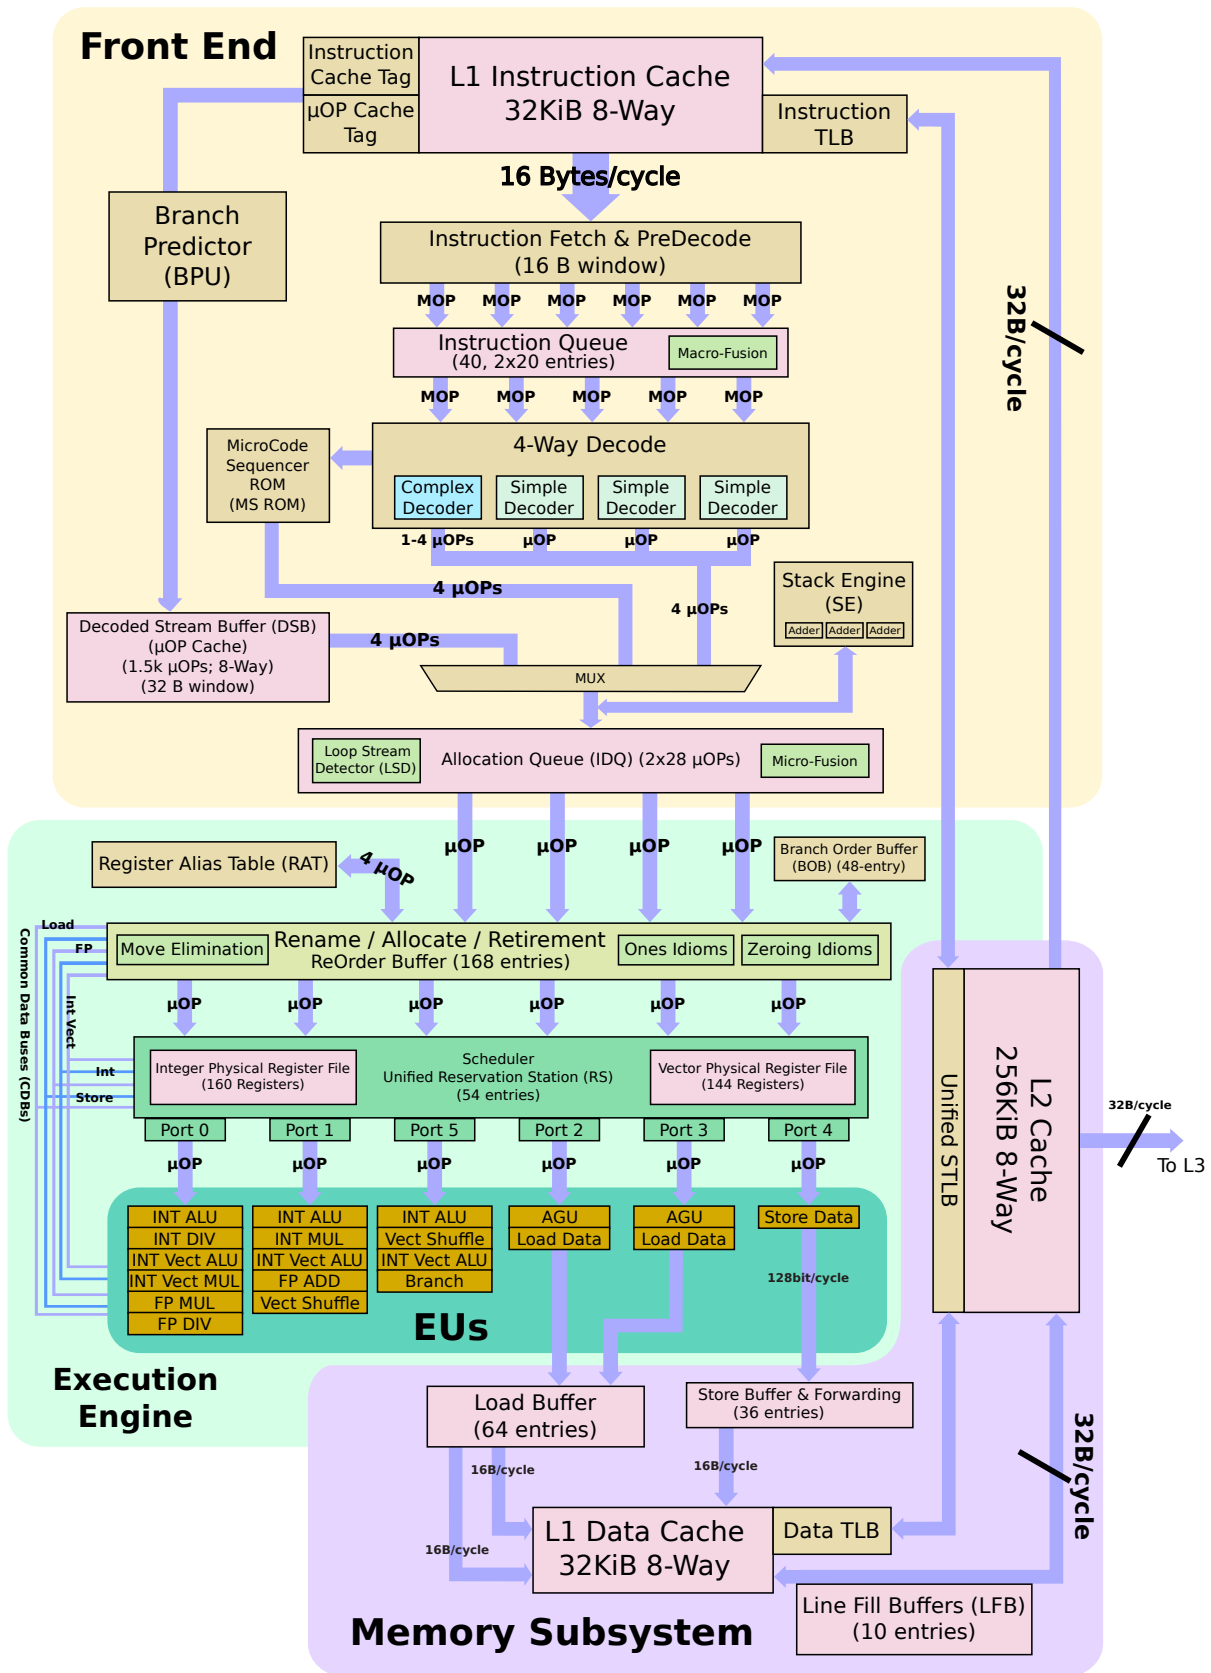 Front End
Instruction
Cache Tag
µOP Cache
Tag
L1 Instruction Cache
32KiB 8-Way
Instruction
TLB
16 Bytes/cycle
Branch
Predictor
(BPU)
Instruction Fetch & PreDecode
(16 B window)
MOP MOP MOP MOP MOP MOP
Instruction Queue
(40, 2x20 entries)
Macro-Fusion
32B/cycle
MOP MOP MOP MOP MOP
MicroCode
Sequencer
ROM
(MS ROM)
4-Way Decode
Complex
Decoder
Simple
Decoder
Simple
Decoder
Simple
Decoder
1-4 µOPs µOP µOP µOP
4 µOPs
4 µOPs
Stack Engine
(SE)
Adder Adder Adder
Decoded Stream Buffer (DSB)
(µOP Cache)
(1.5k µOPs; 8-Way)
(32 B window)
4 µOPs
MUX
Loop Stream
Detector (LSD)
Allocation Queue (IDQ) (2x28 µOPs)
Micro-Fusion
µOP µOP µOP µOP
Register Alias Table (RAT)
4 µOP
Branch Order Buffer
(BOB) (48-entry)
Load
FP
Common Data Buses (CDBs)
Int Vect
Int
Store
Move Elimination
Rename / Allocate / Retirement
ReOrder Buffer (168 entries)
Ones Idioms
Zeroing Idioms
µOP µOP µOP µOP µOP µOP
Integer Physical Register File
(160 Registers)
Scheduler
Unified Reservation Station (RS)
(54 entries)
Vector Physical Register File
(144 Registers)
Port 0 Port 1 Port 5 Port 2 Port 3 Port 4
µOP µOP µOP µOP µOP µOP
INT ALU
INT DIV
INT Vect ALU
INT Vect MUL
FP MUL
FP DIV
INT ALU
INT MUL
INT Vect ALU
FP ADD
Vect Shuffle
INT ALU
Vect Shuffle
INT Vect ALU
Branch
AGU
Load Data
AGU
Load Data
Store Data
128bit/cycle
EUs
Execution
Engine
Unified STLB
L2 Cache
256KiB 8-Way
32B/cycle
To L3
Load Buffer
(64 entries)
Store Buffer & Forwarding
(36 entries)
16B/cycle
16B/cycle
16B/cycle
32B/cycle
L1 Data Cache
32KiB 8-Way
Data TLB
Line Fill Buffers (LFB)
(10 entries)
Memory Subsystem